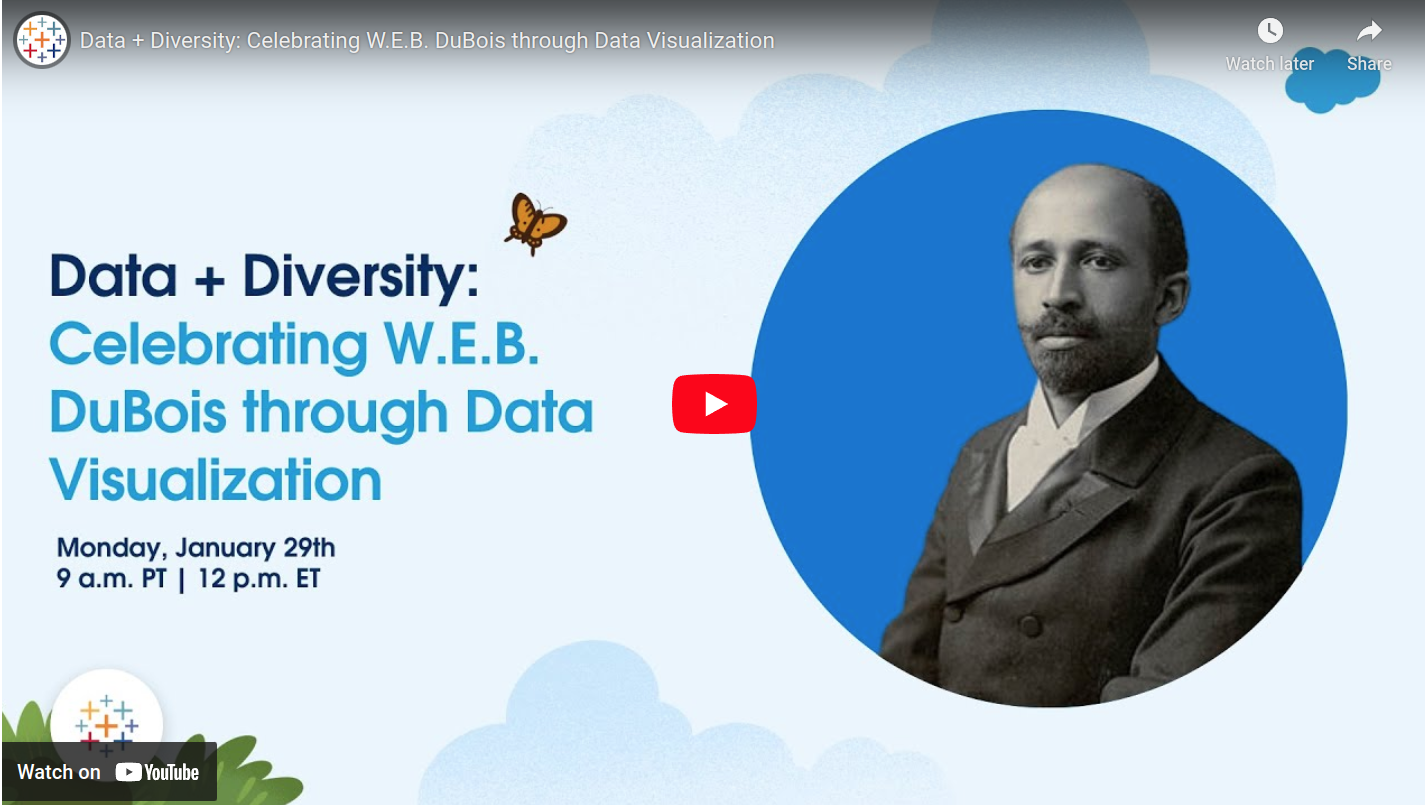 Data + Diversity: Celebrating W.E.B. DuBois through Data Visualization
Watch later
Share
Data + Diversity:
Celebrating W.E.B.
DuBois through Data
Visualization
Monday, January 29th
9 a.m. PT | 12 p.m. ET
Watch on YouTube